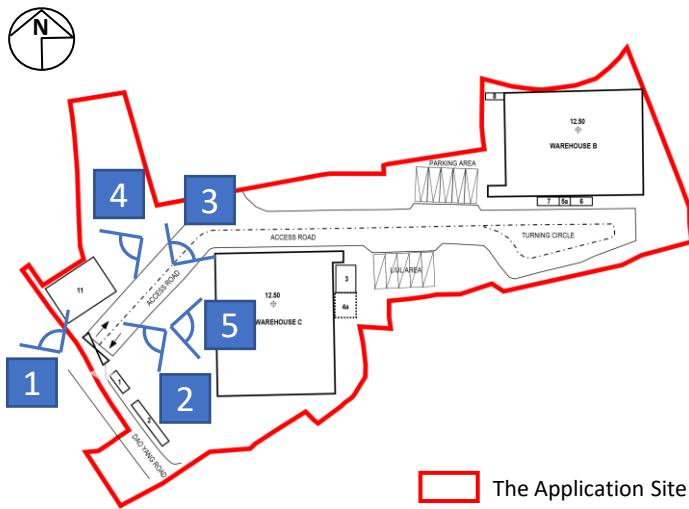 N
8
12.50
WAREHOUSE B
PARKING AREA
4
3
7
5a
6
ACCESS ROAD
TURNING CIRCLE
11
ACCESS ROAD
L/UL AREA
3
4a
12.50
WAREHOUSE C
5
1
2
DAO YANG ROAD
The Application Site